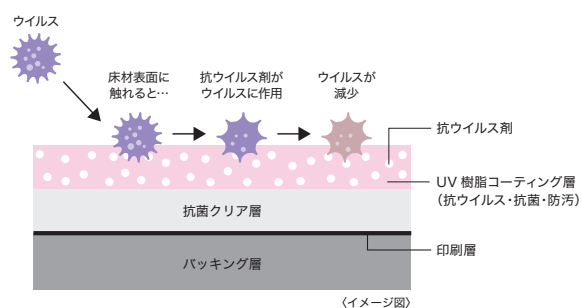 ウイルス
床材表面に
触れると…
抗ウイルス剤が
ウイルスに作用
ウイルスが
減少
抗ウイルス剤
UV 樹脂コーティング層
（抗ウイルス・抗菌・防汚）
抗菌クリア層
印刷層
バッキング層
〈イメージ図〉